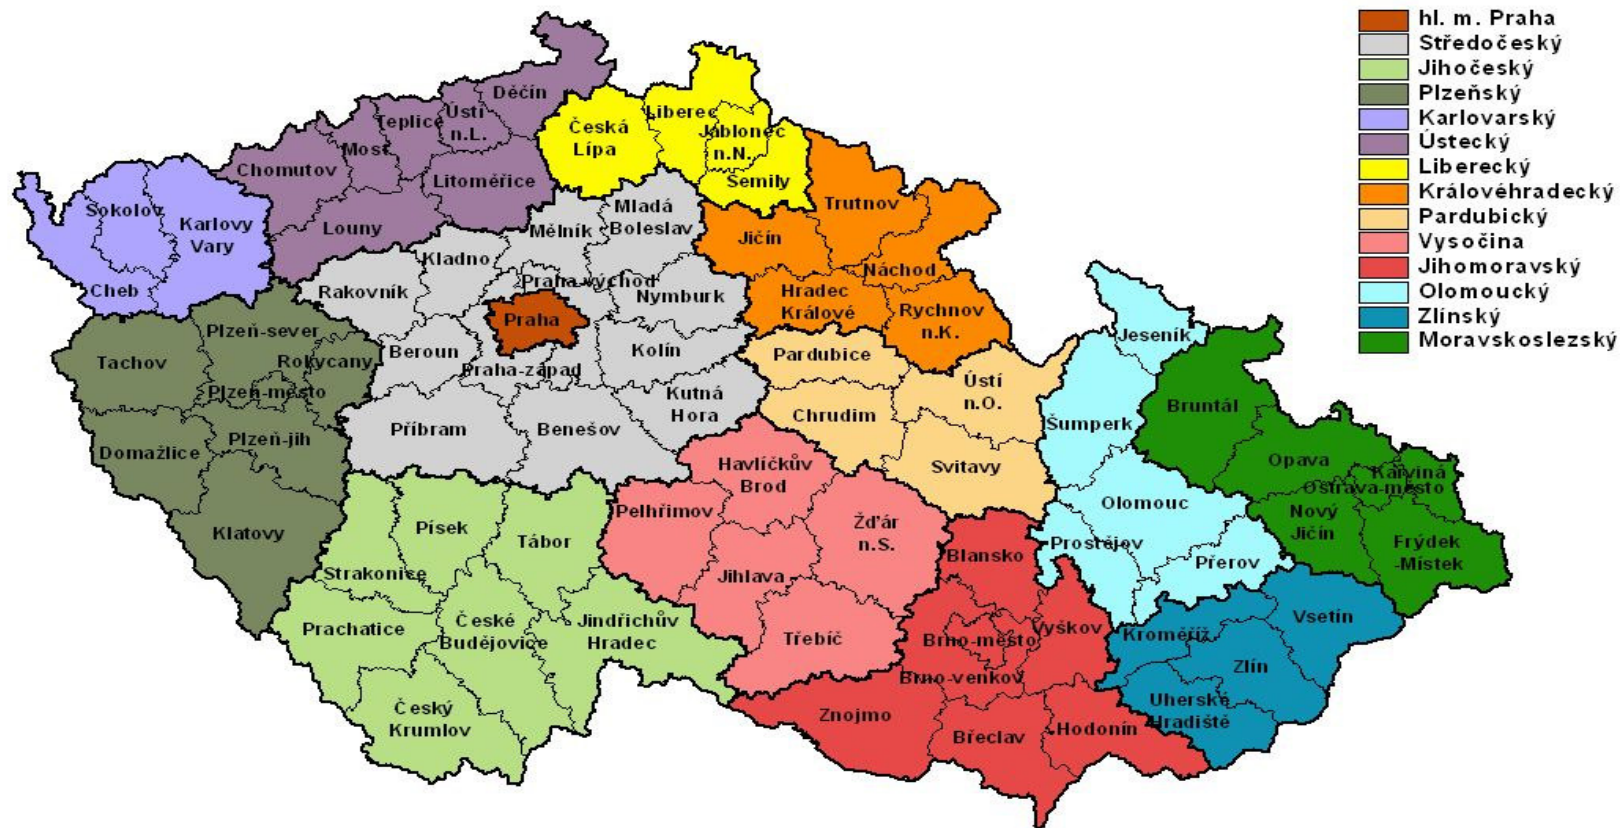 hl. m. Praha
Středočeský
Jihočeský
Plzeňský
Karlovarský
Ústecký
Liberecký
Královéhradecký
Pardubický
Vysočina
Jihomoravský
Olomoucký
Zlínský
Moravskoslezský
Děčín
Ústí
n.L.
Teplice
Most
Chomutov
Litoměřice
Louny
Česká
Lípa
Liberec
Jablonec
n.N.
Semily
Sokolov
Karlovy
Vary
Cheb
Trutnov
Jičín
Náchod
Hradec
Králové
Rychnov
n.K.
Mladá
Boleslav
Mělník
Kladno
Rakovník
Praha-východ
Nymburk
Praha
Beroun
Kolín
Praha-západ
Kutná
Hora
Příbram
Benešov
Plzeň-sever
Tachov
Rokycany
Plzeň-město
Domažlice
Plzeň-jih
Klatovy
Pardubice
Ústí
n.O.
Chrudim
Svitavy
Jeseník
Šumperk
Olomouc
Prostějov
Přerov
Bruntál
Opava
Karviná
Ostrava-město
Nový
Jičín
Frýdek
-Místek
Havlíčkův
Brod
Pelhřimov
Žďár
n.S.
Jihlava
Třebíč
Písek
Tábor
Strakonice
Prachatice
České
Budějovice
Jindřichův
Hradec
Český
Krumlov
Blansko
Brno-město
Vyškov
Brno-venkov
Znojmo
Břeclav
Hodonín
Vsetín
Kroměříž
Zlín
Uherské
Hradiště